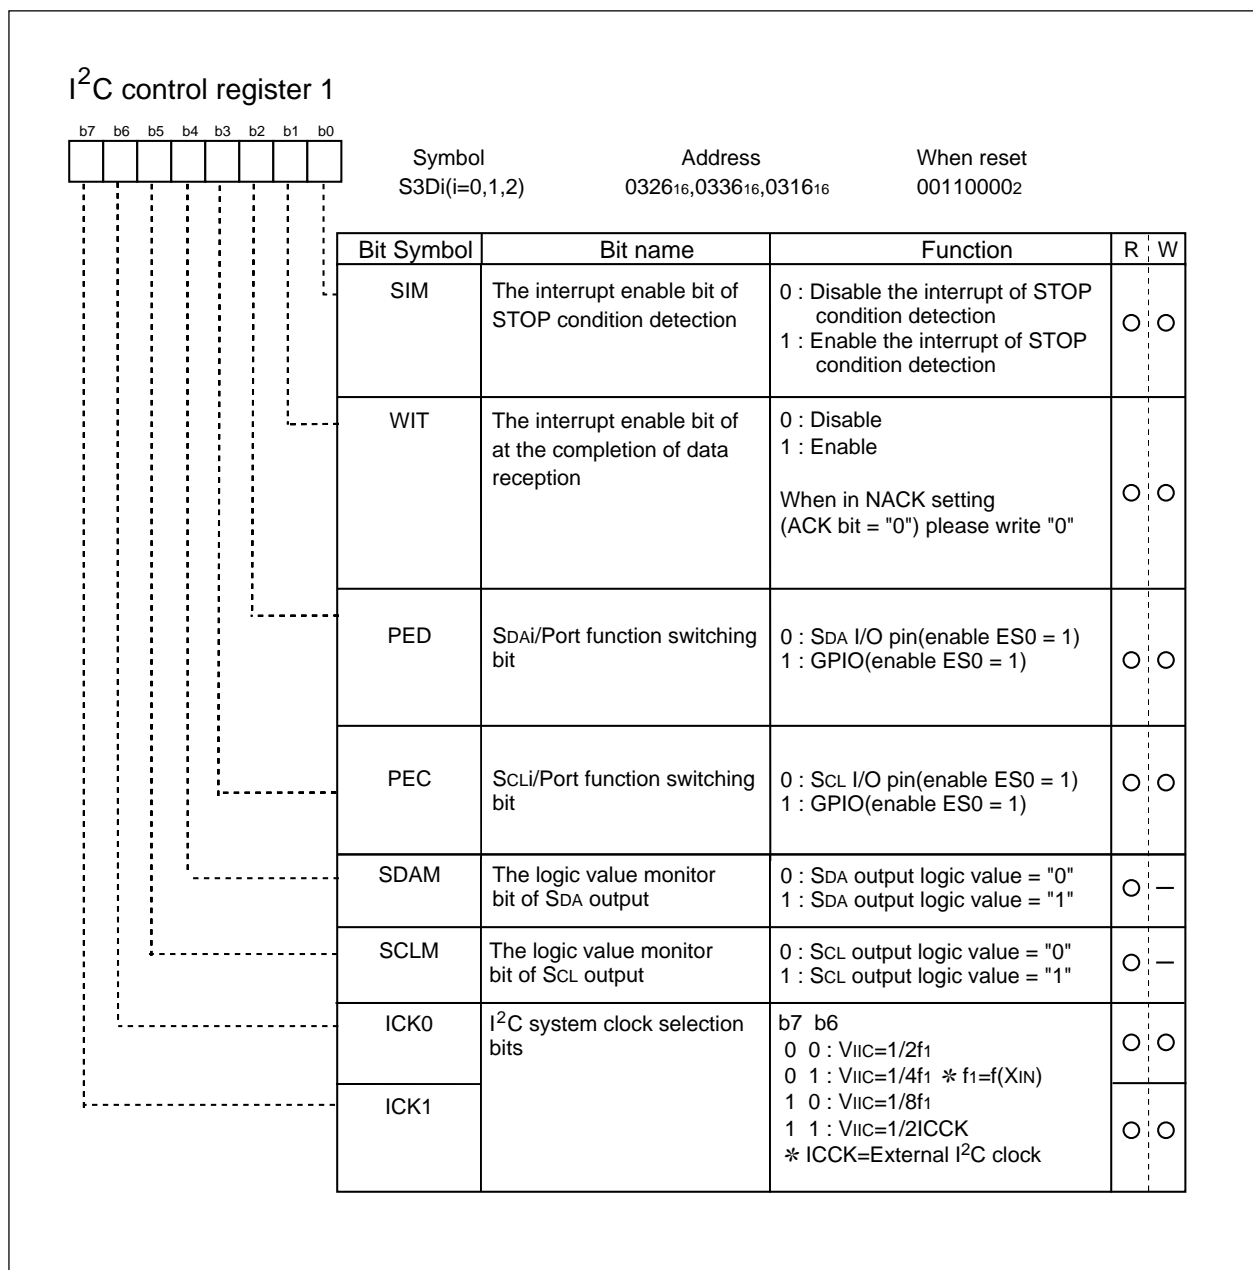 I²C control register 1
b7 b6 b5 b4 b3 b2 b1 b0
Symbol Address When reset
S3Di(i=0,1,2) 032616,033616,031616 001100002
Bit Symbol Bit name Function R W
SIM
The interrupt enable bit of
STOP condition detection
0 : Disable the interrupt of STOP
condition detection
1 : Enable the interrupt of STOP
condition detection
WIT
The interrupt enable bit of
at the completion of data
reception
0 : Disable
1 : Enable
When in NACK setting
(ACK bit = "0") please write "0"
PED
SDAi/Port function switching
bit
0 : SDA I/O pin(enable ES0 = 1)
1 : GPIO(enable ES0 = 1)
PEC
SCLi/Port function switching
bit
0 : SCL I/O pin(enable ES0 = 1)
1 : GPIO(enable ES0 = 1)
SDAM
The logic value monitor
bit of SDA output
0 : SDA output logic value = "0"
1 : SDA output logic value = "1"
SCLM
The logic value monitor
bit of SCL output
0 : SCL output logic value = "0"
1 : SCL output logic value = "1"
ICK0
I²C system clock selection
bits
b7 b6
0 0 : VIIC=1/2f1
0 1 : VIIC=1/4f1 * f1=f(XIN)
ICK1
1 0 : VIIC=1/8f1
1 1 : VIIC=1/2ICCK
* ICCK=External I²C clock